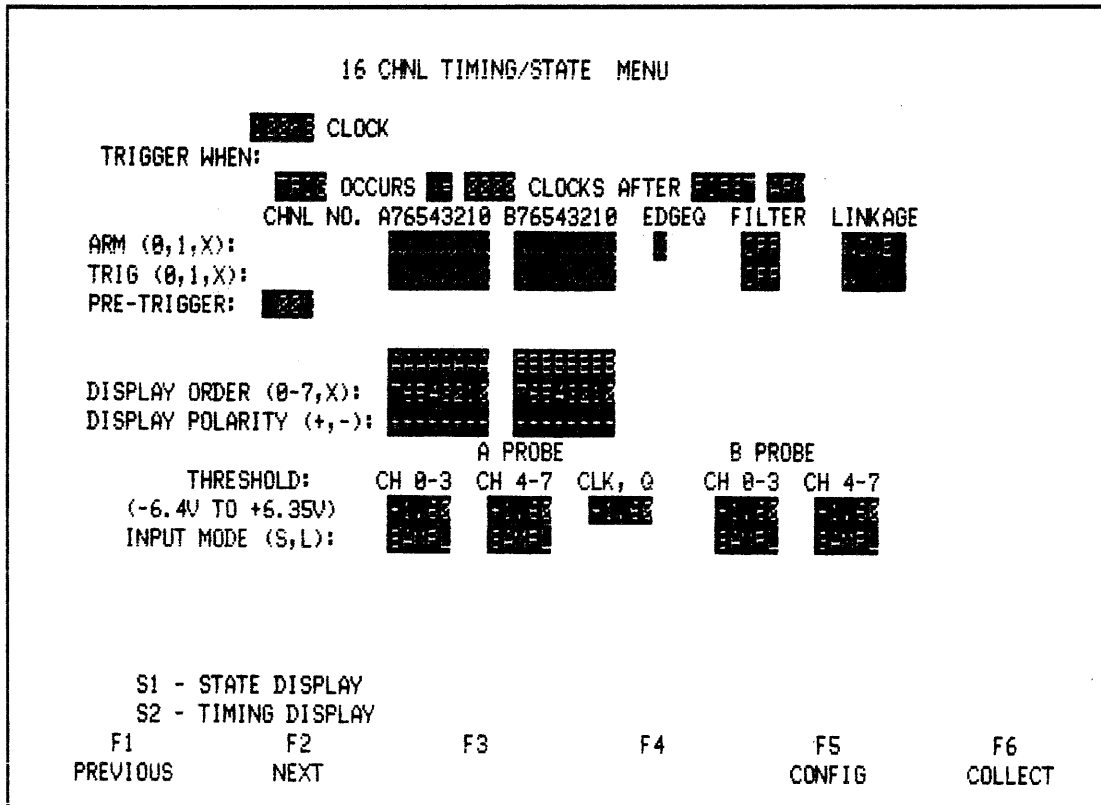 16 CHNL TIMING/STATE MENU
CLOCK
TRIGGER WHEN:
OCCURS CLOCKS AFTER
CHNL NO. A76543210 B76543210 EDGEQ FILTER LINKAGE
ARM (0,1,X): OFF
TRIG (0,1,X): OFF
PRE-TRIGGER:
DISPLAY ORDER (0-7,X):
DISPLAY POLARITY (+,-):
A PROBE B PROBE
THRESHOLD: CH 0-3 CH 4-7 CLK, Q CH 0-3 CH 4-7
(-6.4V TO +6.35V)
INPUT MODE (S,L):
S1 - STATE DISPLAY
S2 - TIMING DISPLAY
F1 F2 F3 F4 F5 F6
PREVIOUS NEXT CONFIG COLLECT